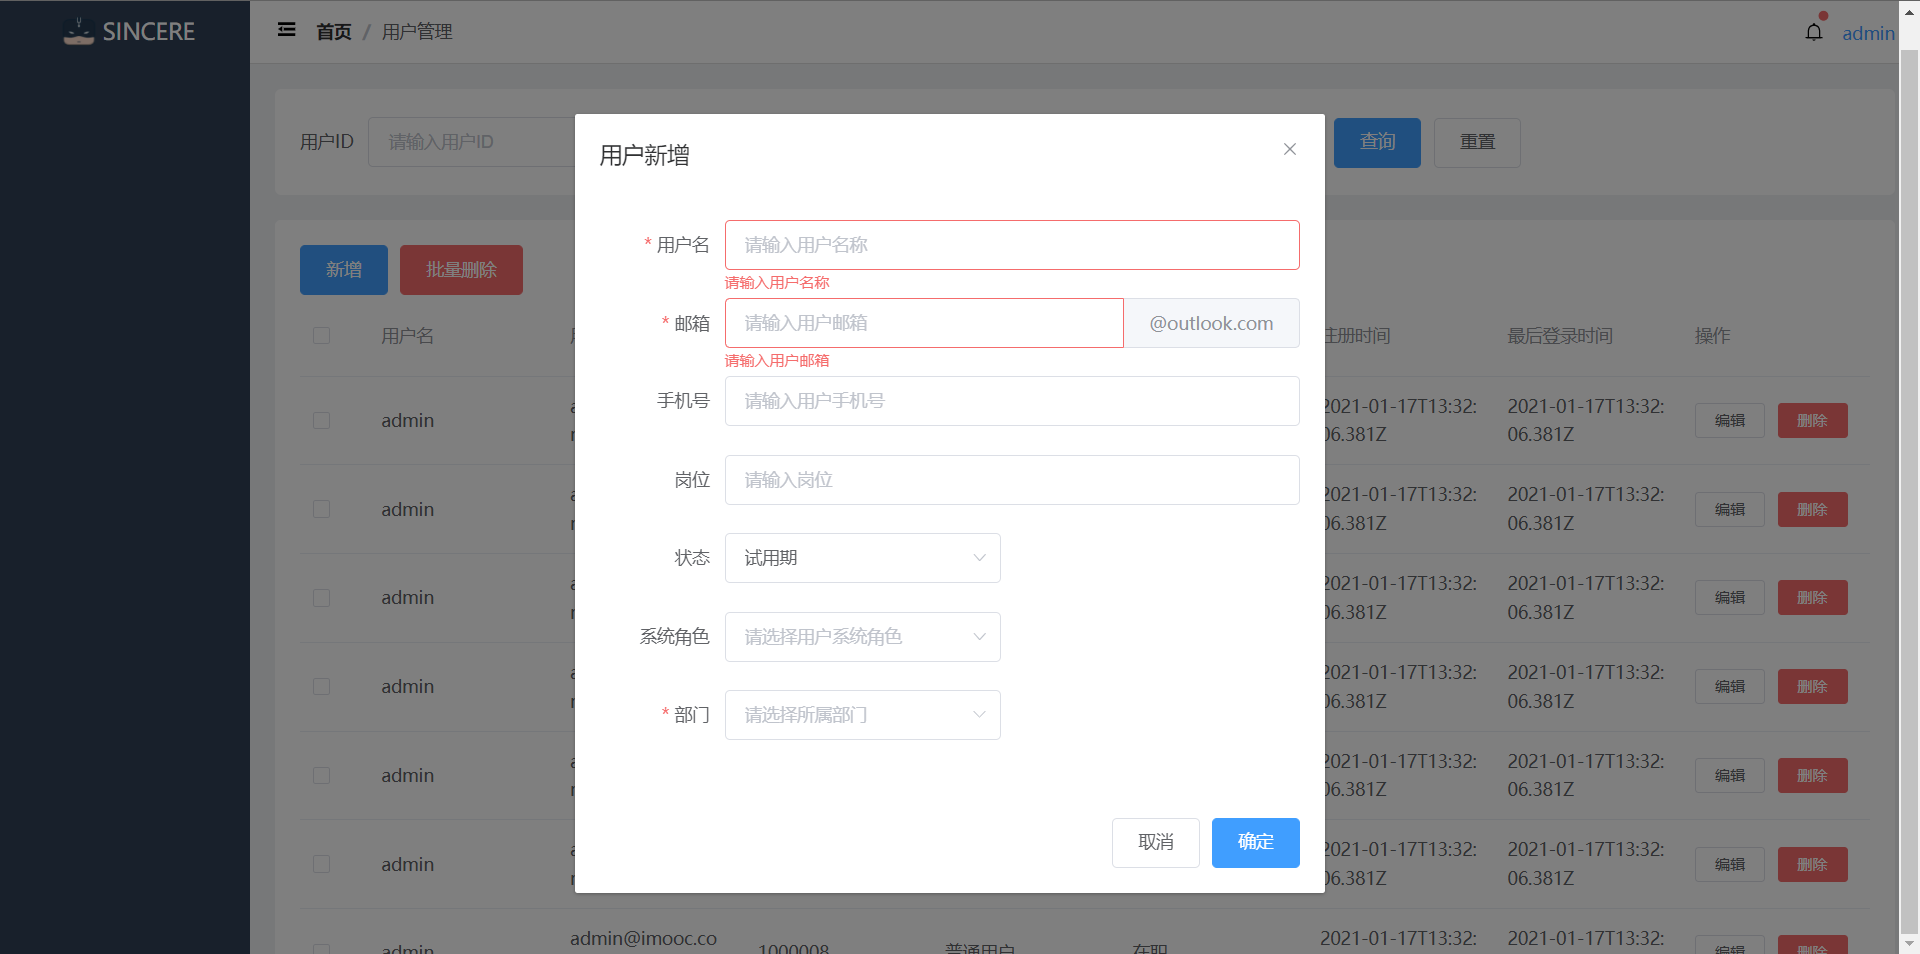 SINCERE
首页 / 用户管理
admin
用户ID 请输入用户ID
查询 重置
新增 批量删除
用户名 注册时间 最后登录时间 操作
用户新增
* 用户名 请输入用户名称
请输入用户名称
* 邮箱 请输入用户邮箱 @outlook.com
请输入用户邮箱
手机号 请输入用户手机号
岗位 请输入岗位
状态 试用期
系统角色 请选择用户系统角色
* 部门 请选择所属部门
取消 确定
admin 2021-01-17T13:32: 2021-01-17T13:32: 编辑 删除
06.381Z 06.381Z
admin 2021-01-17T13:32: 2021-01-17T13:32: 编辑 删除
06.381Z 06.381Z
admin 2021-01-17T13:32: 2021-01-17T13:32: 编辑 删除
06.381Z 06.381Z
admin 2021-01-17T13:32: 2021-01-17T13:32: 编辑 删除
06.381Z 06.381Z
admin 2021-01-17T13:32: 2021-01-17T13:32: 编辑 删除
06.381Z 06.381Z
admin 2021-01-17T13:32: 2021-01-17T13:32: 编辑 删除
06.381Z 06.381Z
admin@imooc.co 2021-01-17T13:32: 2021-01-17T13:32:
admin 1000008 普通用户 在职 编辑 删除